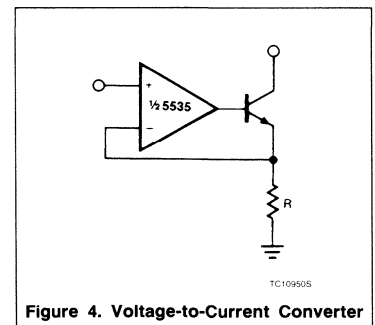 +
½ 5535
−
R
TC10950S
Figure 4. Voltage-to-Current Converter